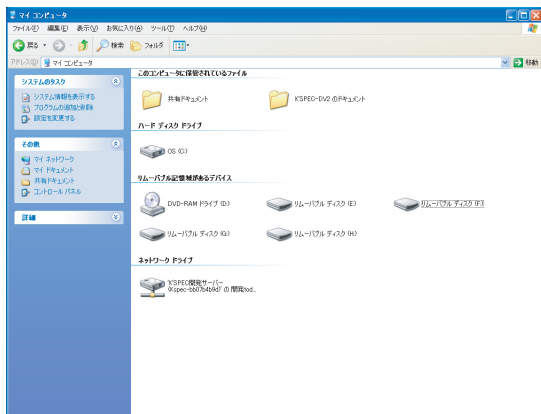 マイ コンピュータ
ファイル(F) 編集(E) 表示(V) お気に入り(A) ツール(T) ヘルプ(H)
戻る 検索 フォルダ
アドレス(D) マイ コンピュータ 移動
システムのタスク
システム情報を表示する
プログラムの追加と削除
設定を変更する
その他
マイ ネットワーク
マイ ドキュメント
共有ドキュメント
コントロール パネル
詳細
このコンピュータに保管されているファイル
共有ドキュメント K'SPEC-DV2 のドキュメント
ハード ディスク ドライブ
OS (C:)
リムーバブル記憶域があるデバイス
DVD-RAM ドライブ (D:) リムーバブル ディスク (E:) リムーバブル ディスク (F:)
リムーバブル ディスク (G:) リムーバブル ディスク (H:)
ネットワーク ドライブ
'K'SPEC開発サーバー
(Kspec-bb07b4b9d)' の 開発tod...